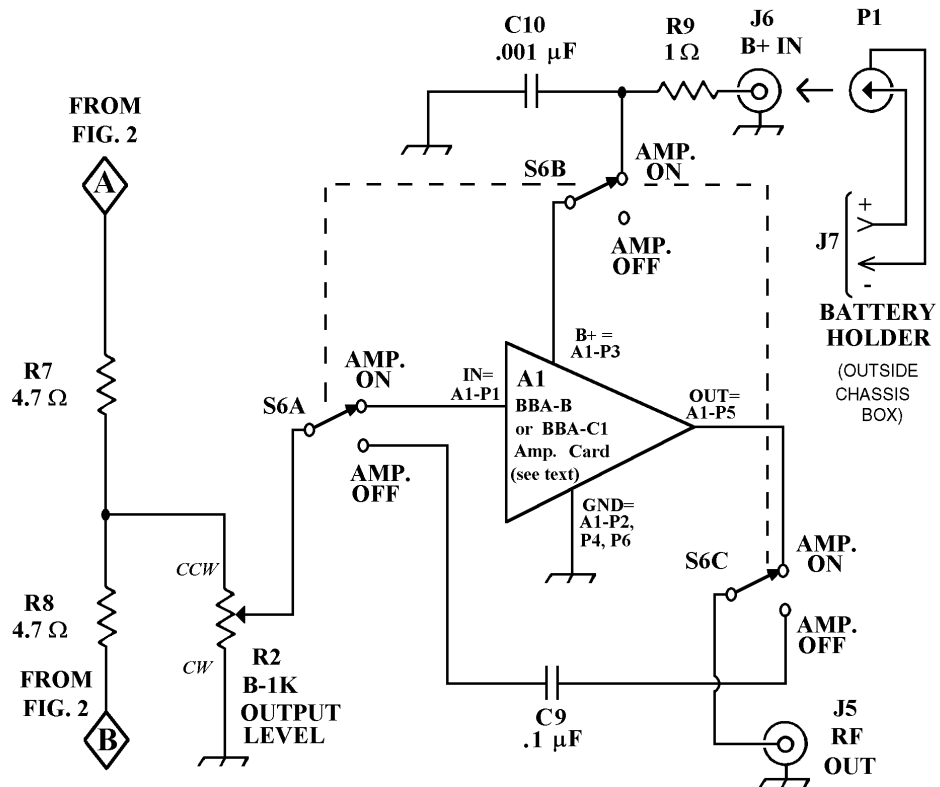 C10
.001 µF
R9
1 Ω
J6
B+ IN
P1
FROM
FIG. 2
A
S6B
AMP.
ON
AMP.
OFF
J7
+
-
BATTERY
HOLDER
(OUTSIDE
CHASSIS
BOX)
R7
4.7 Ω
S6A
AMP.
ON
AMP.
OFF
IN=
A1-P1
B+ =
A1-P3
A1
BBA-B
or BBA-C1
Amp. Card
(see text)
OUT=
A1-P5
GND=
A1-P2,
P4, P6
S6C
AMP.
ON
AMP.
OFF
CCW
CW
R8
4.7 Ω
R2
B-1K
OUTPUT
LEVEL
FROM
FIG. 2
B
C9
.1 µF
J5
RF
OUT